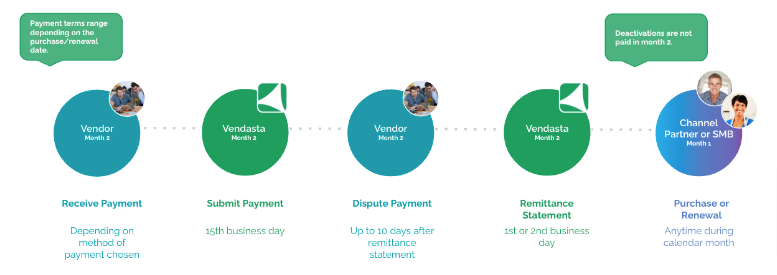 Payment terms range
depending on the
purchase/renewal
date.
Deactivations are not
paid in month 2.
Vendor
Month 2
Vendasta
Month 2
Vendor
Month 2
Vendasta
Month 2
Channel
Partner or SMB
Month 1
Receive Payment
Depending on
method of
payment chosen
Submit Payment
15th business day
Dispute Payment
Up to 10 days after
remittance
statement
Remittance
Statement
1st or 2nd business
day
Purchase or
Renewal
Anytime during
calendar month